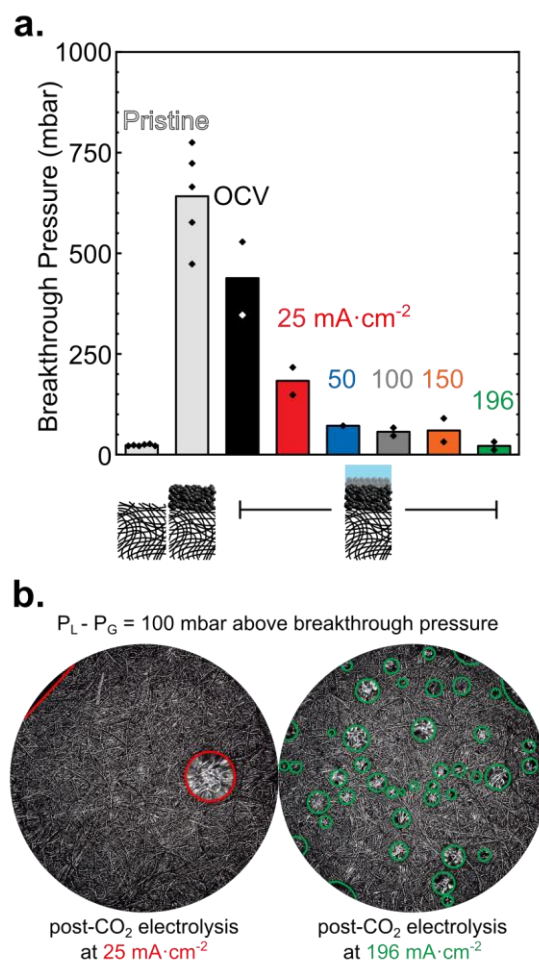 a.
1000
750
500
250
0
Breakthrough Pressure (mbar)
Pristine
OCV
25 mA·cm⁻²
50
100
150
196
b.
P_L - P_G = 100 mbar above breakthrough pressure
post-CO₂ electrolysis
at 25 mA·cm⁻²
post-CO₂ electrolysis
at 196 mA·cm⁻²